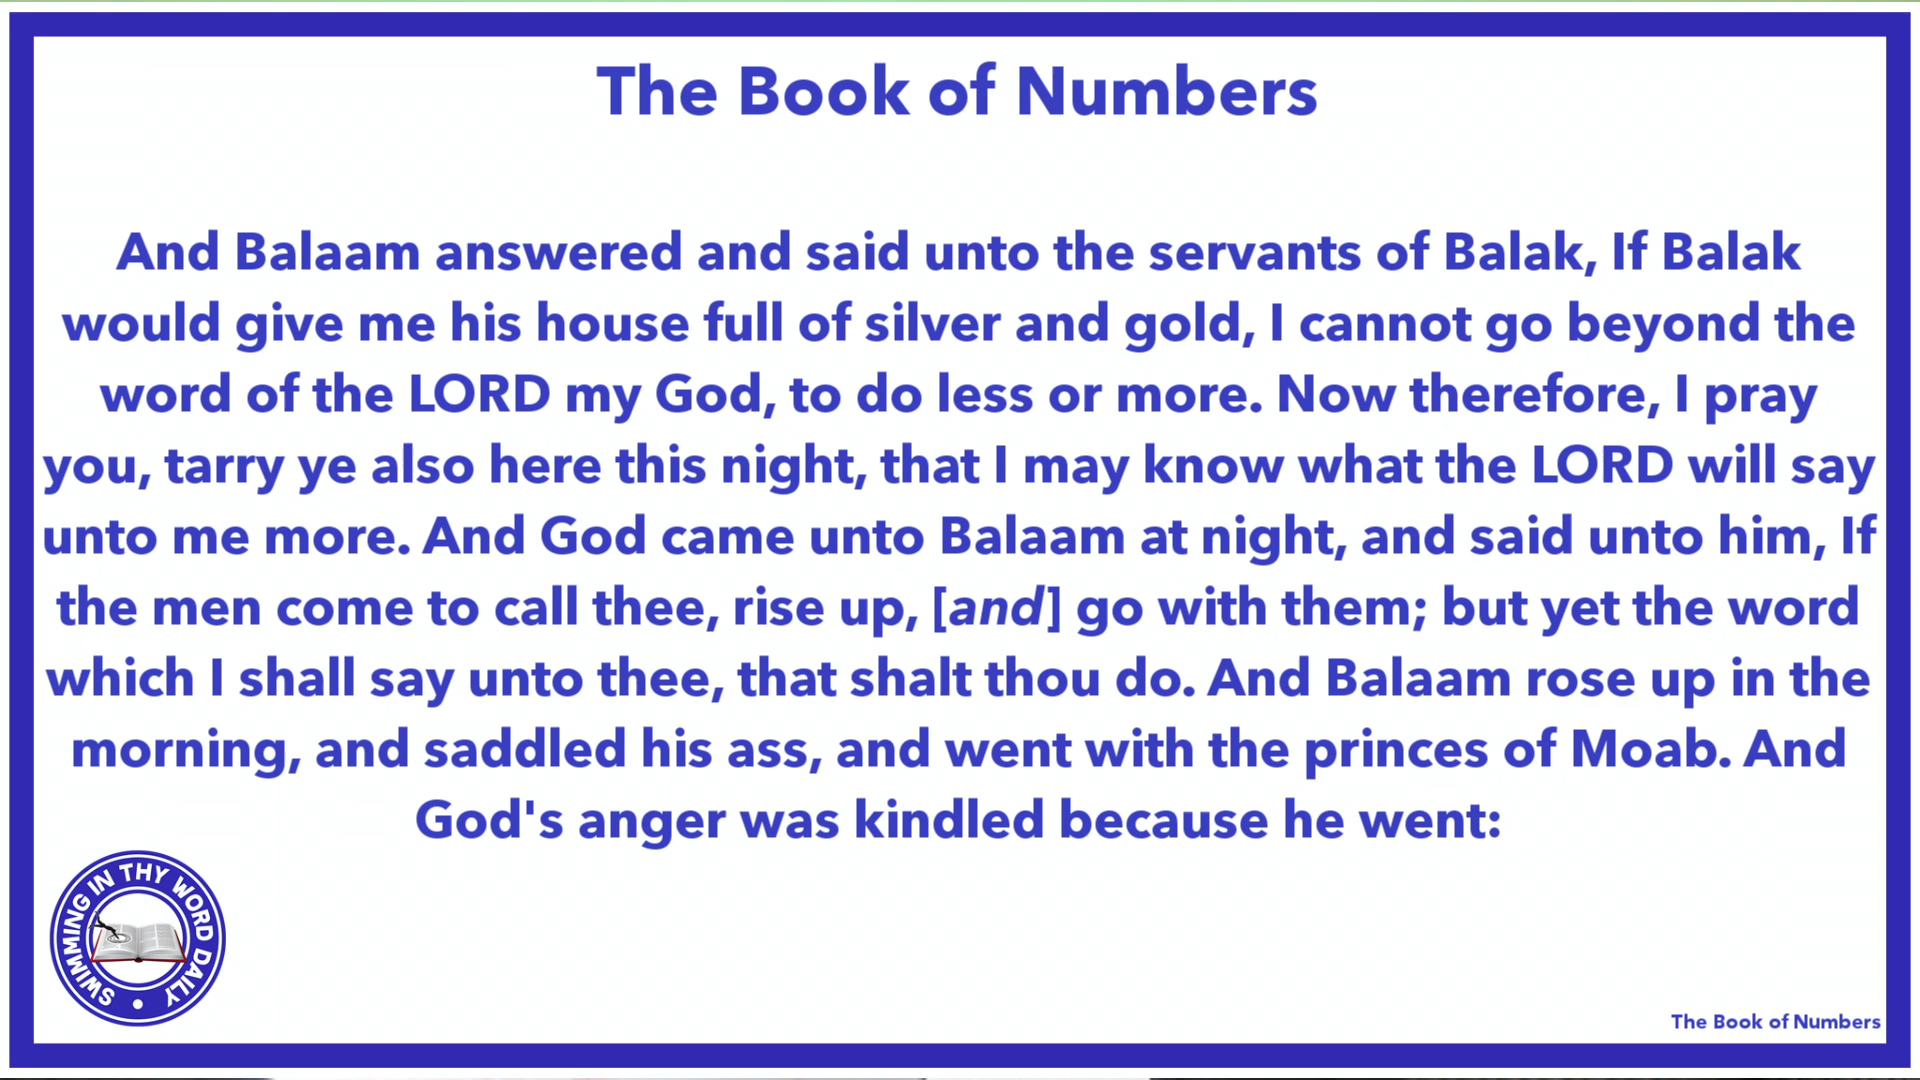 The Book of Numbers
And Balaam answered and said unto the servants of Balak, If Balak
would give me his house full of silver and gold, I cannot go beyond the
word of the LORD my God, to do less or more. Now therefore, I pray
you, tarry ye also here this night, that I may know what the LORD will say
unto me more. And God came unto Balaam at night, and said unto him, If
the men come to call thee, rise up, [and] go with them; but yet the word
which I shall say unto thee, that shalt thou do. And Balaam rose up in the
morning, and saddled his ass, and went with the princes of Moab. And
God's anger was kindled because he went:
SWIMMING IN THY WORD DAILY
The Book of Numbers